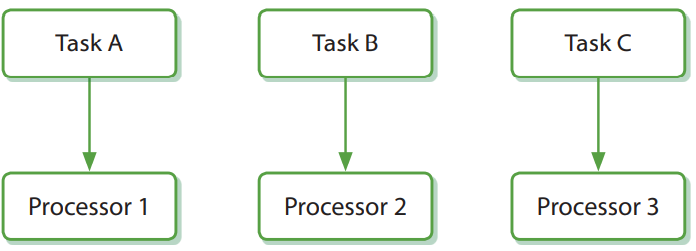 Task A
Task B
Task C
Processor 1
Processor 2
Processor 3